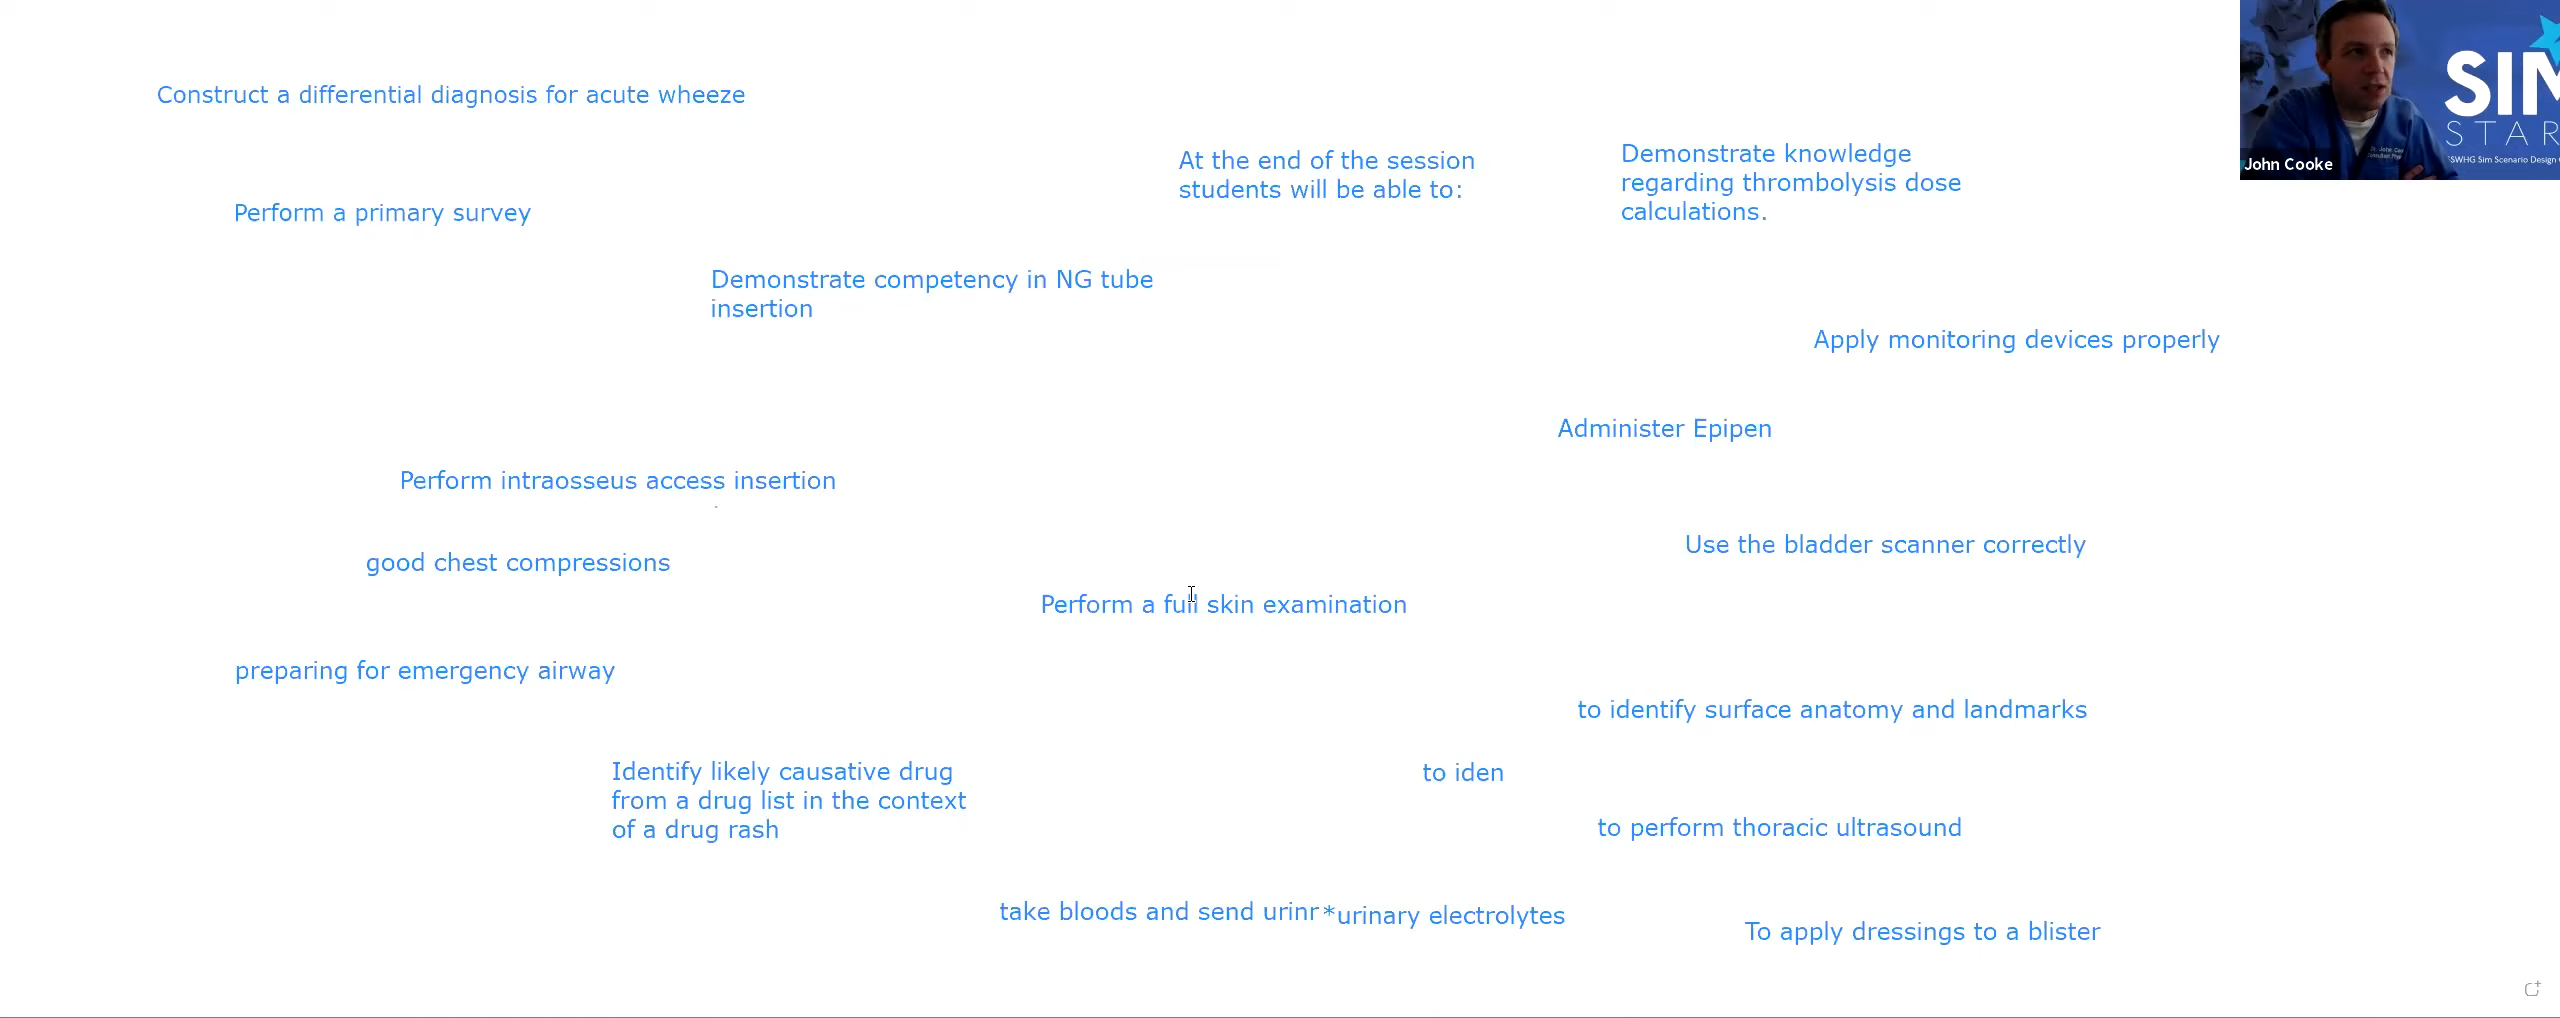 Construct a differential diagnosis for acute wheeze
At the end of the session
students will be able to:
Demonstrate knowledge
regarding thrombolysis dose
calculations.
SIM
STAR
SWHG Sim Scenario Design
John Cooke
Perform a primary survey
Demonstrate competency in NG tube
insertion
Apply monitoring devices properly
Administer Epipen
Perform intraosseus access insertion
good chest compressions
Use the bladder scanner correctly
Perform a full skin examination
preparing for emergency airway
to identify surface anatomy and landmarks
Identify likely causative drug
from a drug list in the context
of a drug rash
to iden
to perform thoracic ultrasound
take bloods and send urinr
*urinary electrolytes
To apply dressings to a blister